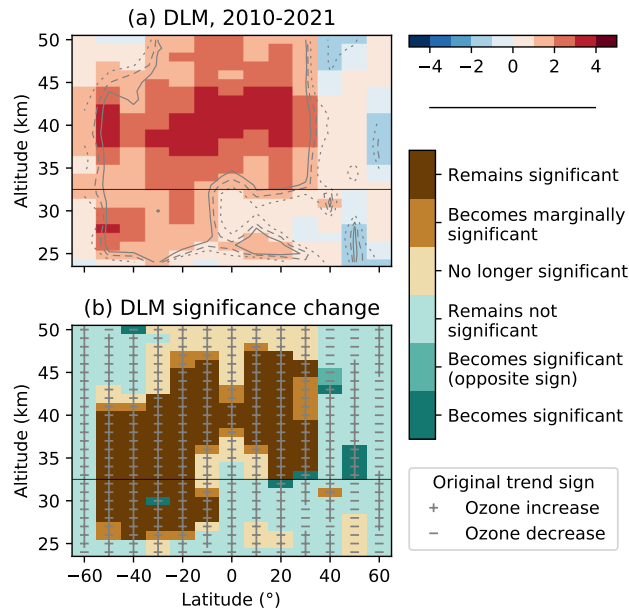 (a) DLM, 2010-2021
50
45
40
35
30
25
Altitude (km)
−4 −2 0 2 4
Remains significant
Becomes marginally
significant
No longer significant
Remains not
significant
Becomes significant
(opposite sign)
Becomes significant
(b) DLM significance change
50
45
40
35
30
25
Altitude (km)
−60 −40 −20 0 20 40 60
Latitude (°)
Original trend sign
Ozone increase
Ozone decrease